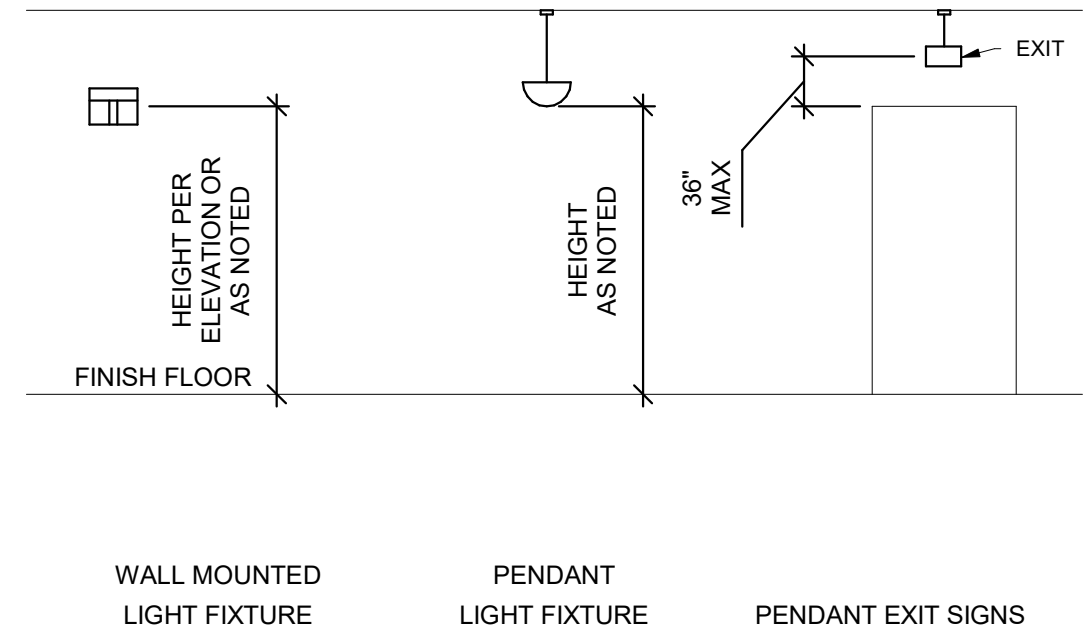 EXIT
36"
MAX
HEIGHT PER
ELEVATION OR
AS NOTED
HEIGHT
AS NOTED
FINISH FLOOR
WALL MOUNTED
LIGHT FIXTURE
PENDANT
LIGHT FIXTURE
PENDANT EXIT SIGNS